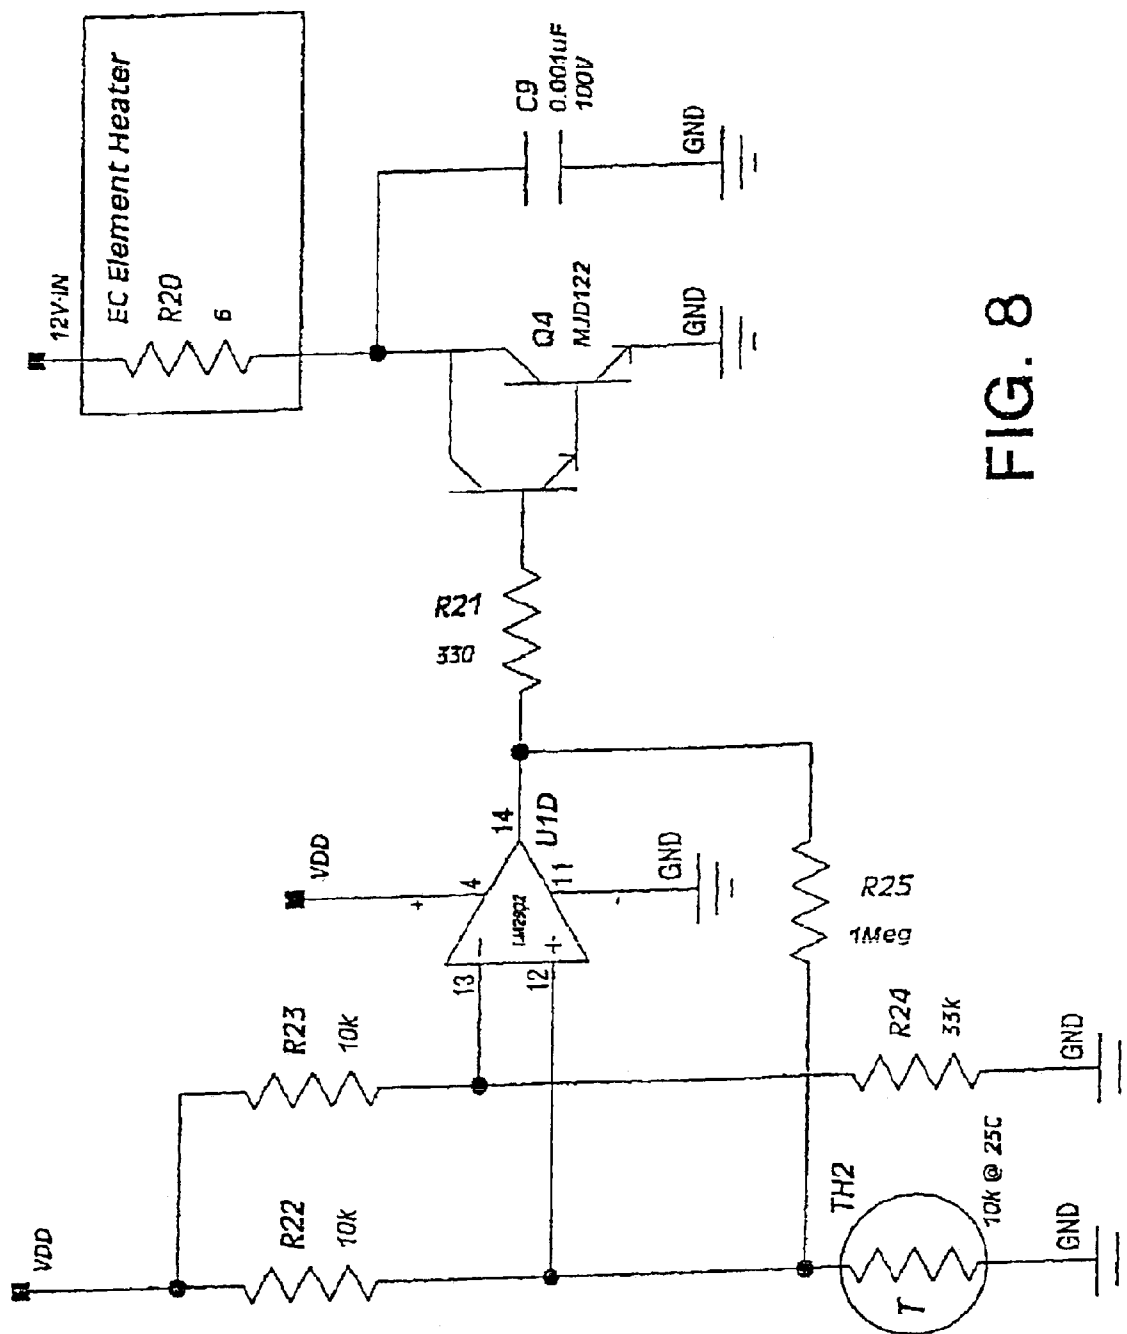 12V-IN
EC Element Heater
R20
6
C9
0.001uF
100V
GND
Q4
MJD122
GND
R21
330
VDD
4
+
14
U1D
LM2902
11
-
GND
13
−
12
+
R25
1Meg
VDD
R23
10k
R22
10k
R24
33k
GND
TH2
T
10k @ 25C
GND
FIG. 8